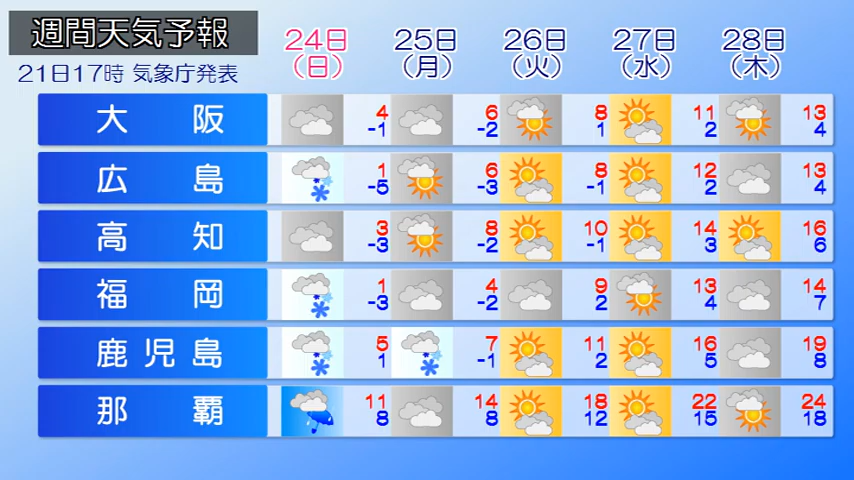 週間天気予報
21日17時 気象庁発表
24日 25日 26日 27日 28日
(日) (月) (火) (水) (木)
大阪 4 -1 6 -2 8 1 11 2 13 4
広島 1 -5 6 -3 8 -1 12 2 13 4
高知 3 -3 8 -2 10 -1 14 3 16 6
福岡 1 -3 4 -2 9 2 13 4 14 7
鹿児島 5 1 7 -1 11 2 16 5 19 8
那覇 11 8 14 8 18 12 22 15 24 18